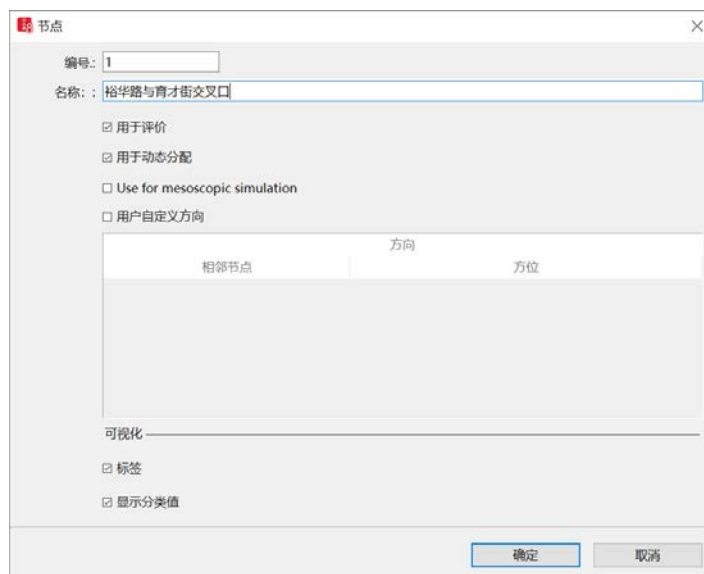 节点
编号.: 1
名称: : 裕华路与育才街交叉口
用于评价
用于动态分配
Use for mesoscopic simulation
用户自定义方向
方向
相邻节点 方位
可视化
标签
显示分类值
确定 取消